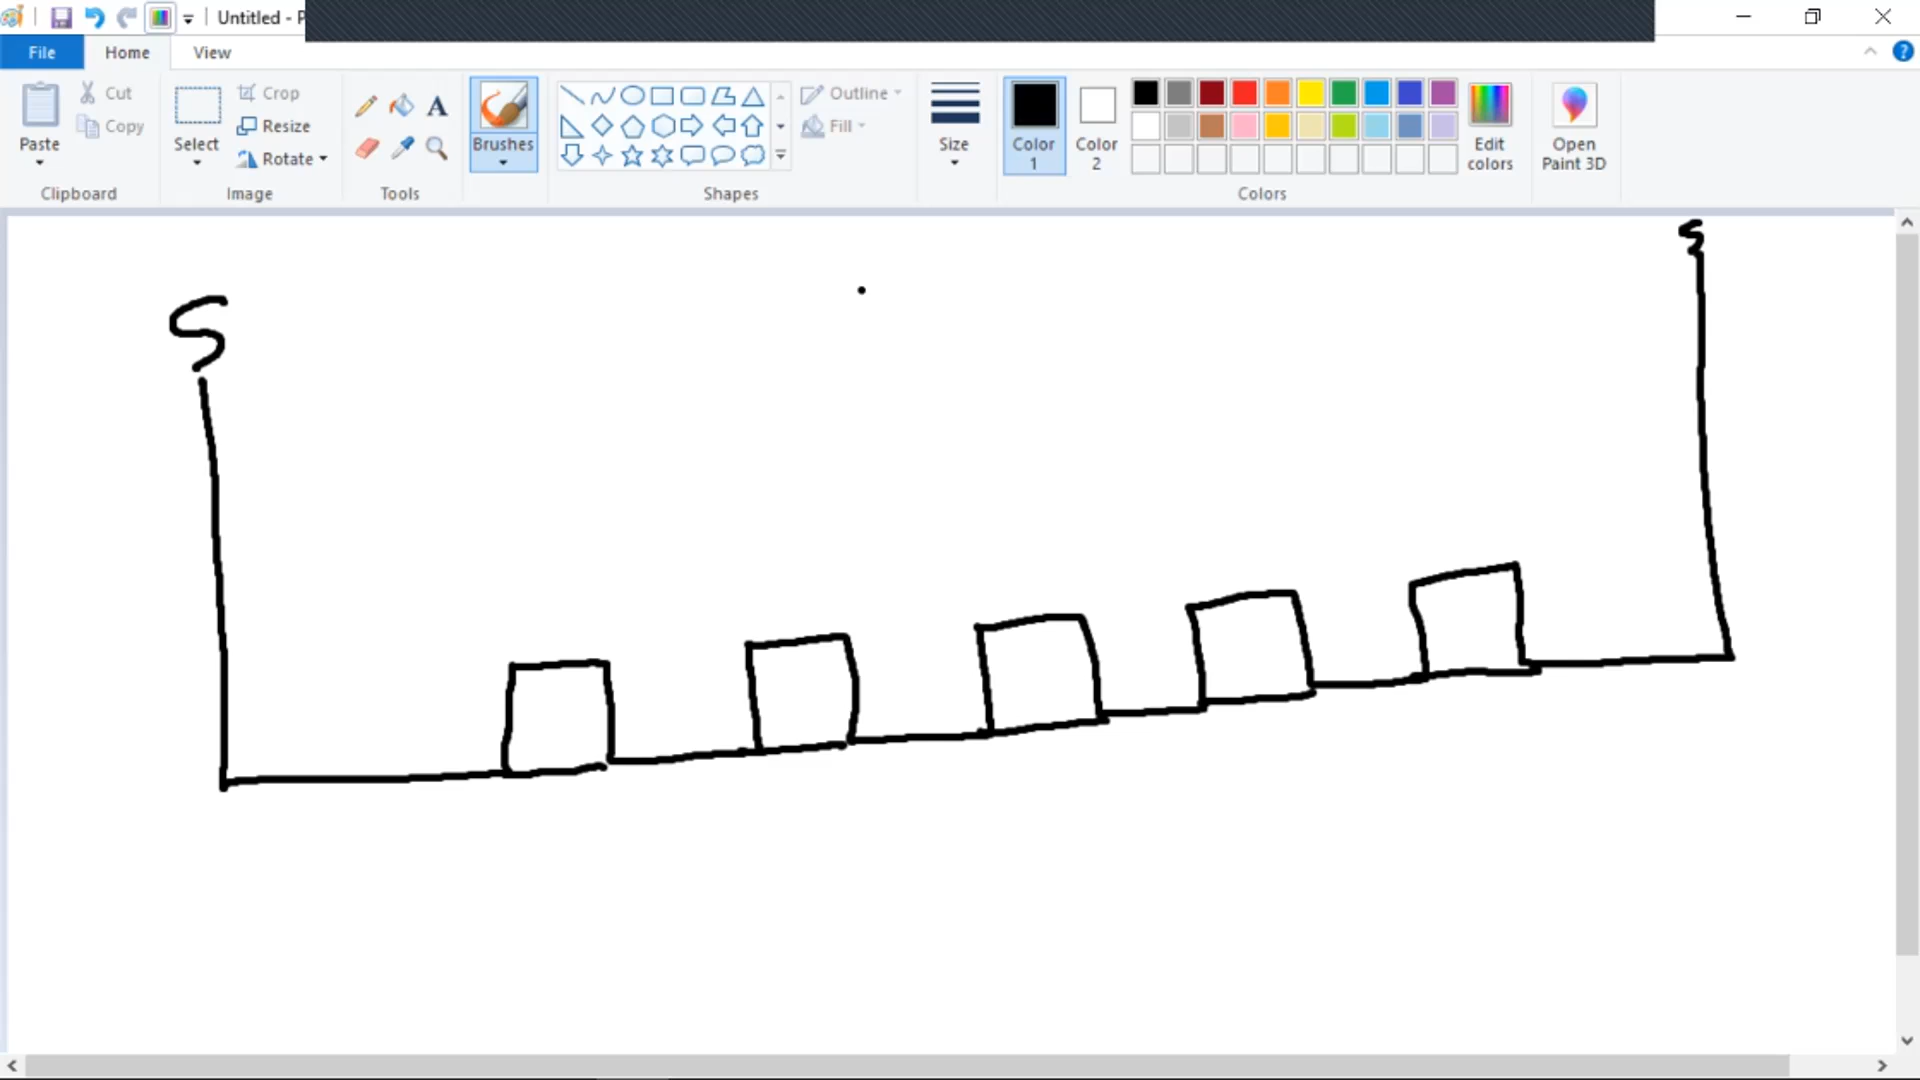 Untitled - P
File Home View
Cut
Copy
Paste
Clipboard
Select
Crop
Resize
Rotate
Image
A
Tools
Brushes
Outline
Fill
Shapes
Size
Color 1
Color 2
Edit colors
Colors
Open Paint 3D
S